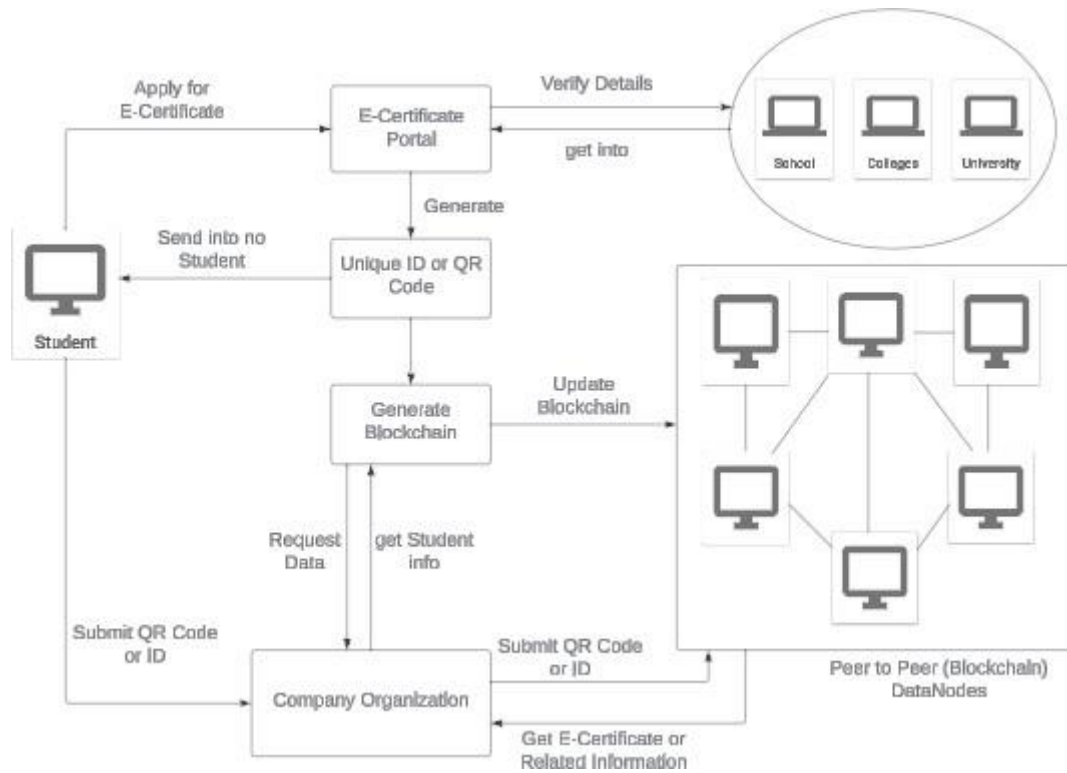 Apply for
E-Certificate
E-Certificate
Portal
Verify Details
get into
School
Colleges
University
Generate
Send into no
Student
Unique ID or QR
Code
Student
Generate
Blockchain
Update
Blockchain
Request
Data
get Student
info
Submit QR Code
or ID
Company Organization
Submit QR Code
or ID
Peer to Peer (Blockchain)
DataNodes
Get E-Certificate or
Related Information